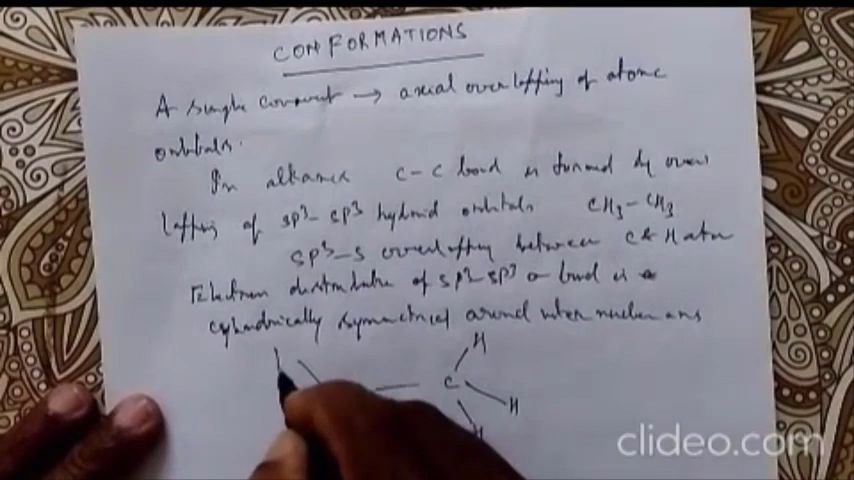 CONFORMATIONS
A single covalent → axial overlapping of atomic
orbitals.
In alkanes C-C bond is formed by over
lapping of sp³-sp³ hybrid orbitals CH₃-CH₃
sp³-s overlapping between C & H atom
Electron distribution of sp³-sp³ σ bond is
cylindrically symmetrical around inter nuclear axis
H
C
H
H
clideo.com